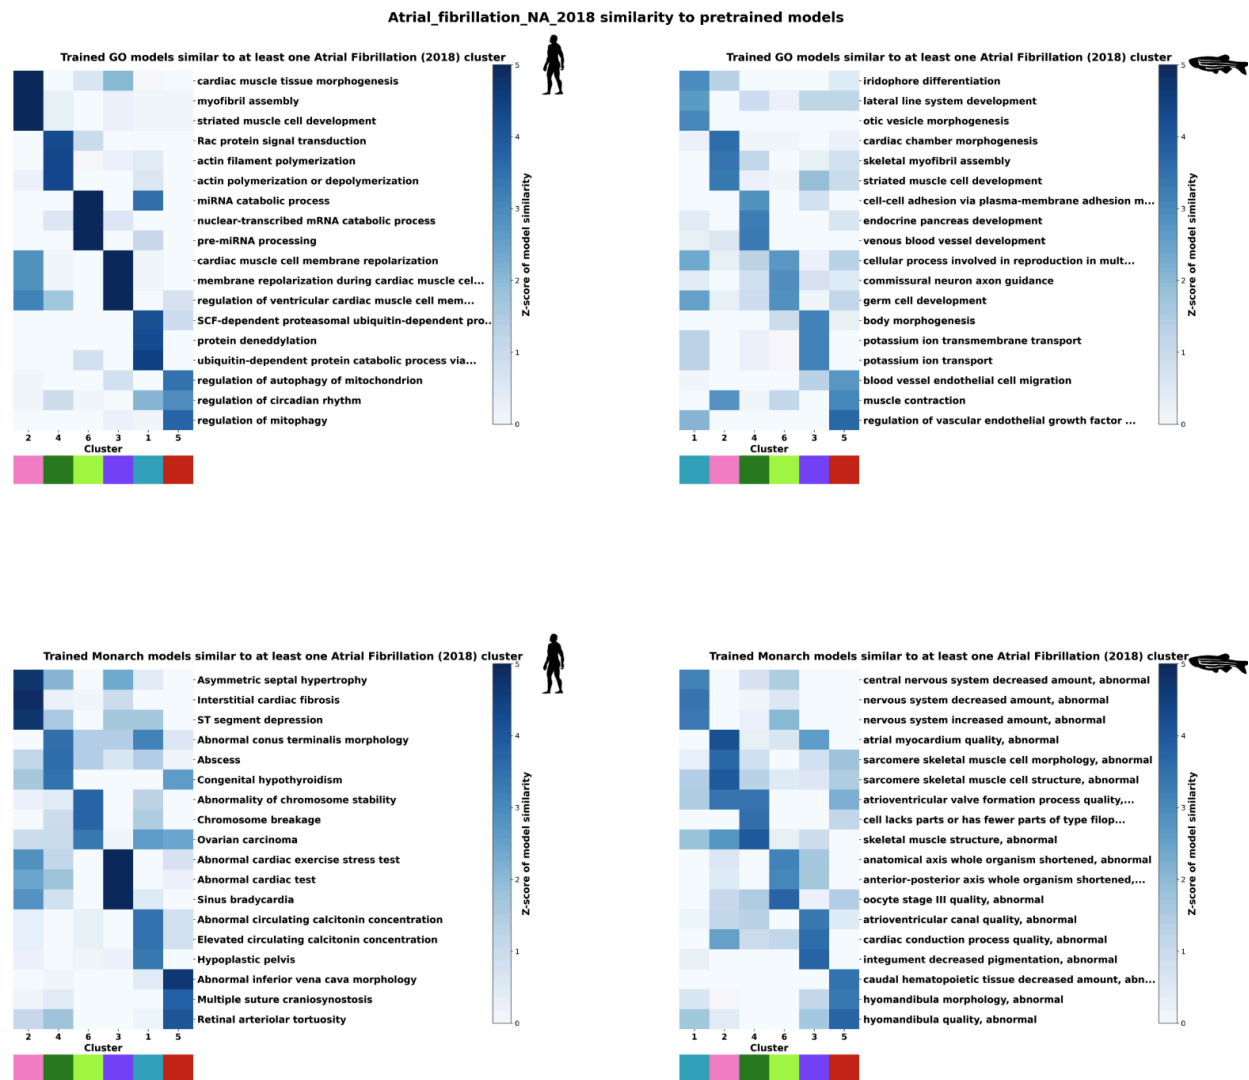 Atrial_fibrillation_NA_2018 similarity to pretrained models
Trained GO models similar to at least one Atrial Fibrillation (2018) cluster
cardiac muscle tissue morphogenesis
myofibril assembly
striated muscle cell development
Rac protein signal transduction
actin filament polymerization
actin polymerization or depolymerization
miRNA catabolic process
nuclear-transcribed mRNA catabolic process
pre-miRNA processing
cardiac muscle cell membrane repolarization
membrane repolarization during cardiac muscle cel...
regulation of ventricular cardiac muscle cell mem...
SCF-dependent proteasomal ubiquitin-dependent pro...
protein deneddylation
ubiquitin-dependent protein catabolic process via...
regulation of autophagy of mitochondrion
regulation of circadian rhythm
regulation of mitophagy
2 4 6 3 1 5
Cluster
5
4
3
2
1
0
Z-score of model similarity
Trained GO models similar to at least one Atrial Fibrillation (2018) cluster
iridophore differentiation
lateral line system development
otic vesicle morphogenesis
cardiac chamber morphogenesis
skeletal myofibril assembly
striated muscle cell development
cell-cell adhesion via plasma-membrane adhesion m...
endocrine pancreas development
venous blood vessel development
cellular process involved in reproduction in mult...
commissural neuron axon guidance
germ cell development
body morphogenesis
potassium ion transmembrane transport
potassium ion transport
blood vessel endothelial cell migration
muscle contraction
regulation of vascular endothelial growth factor ...
1 2 4 6 3 5
Cluster
5
4
3
2
1
0
Z-score of model similarity
Trained Monarch models similar to at least one Atrial Fibrillation (2018) cluster
Asymmetric septal hypertrophy
Interstitial cardiac fibrosis
ST segment depression
Abnormal conus terminalis morphology
Abscess
Congenital hypothyroidism
Abnormality of chromosome stability
Chromosome breakage
Ovarian carcinoma
Abnormal cardiac exercise stress test
Abnormal cardiac test
Sinus bradycardia
Abnormal circulating calcitonin concentration
Elevated circulating calcitonin concentration
Hypoplastic pelvis
Abnormal inferior vena cava morphology
Multiple suture craniosynostosis
Retinal arteriolar tortuosity
2 4 6 3 1 5
Cluster
5
4
3
2
1
0
Z-score of model similarity
Trained Monarch models similar to at least one Atrial Fibrillation (2018) cluster
central nervous system decreased amount, abnormal
nervous system decreased amount, abnormal
nervous system increased amount, abnormal
atrial myocardium quality, abnormal
sarcomere skeletal muscle cell morphology, abnormal
sarcomere skeletal muscle cell structure, abnormal
atrioventricular valve formation process quality,...
cell lacks parts or has fewer parts of type filop...
skeletal muscle structure, abnormal
anatomical axis whole organism shortened, abnormal
anterior-posterior axis whole organism shortened,...
oocyte stage III quality, abnormal
atrioventricular canal quality, abnormal
cardiac conduction process quality, abnormal
integument decreased pigmentation, abnormal
caudal hematopoietic tissue decreased amount, abn...
hyomandibula morphology, abnormal
hyomandibula quality, abnormal
1 2 4 6 3 5
Cluster
5
4
3
2
1
0
Z-score of model similarity